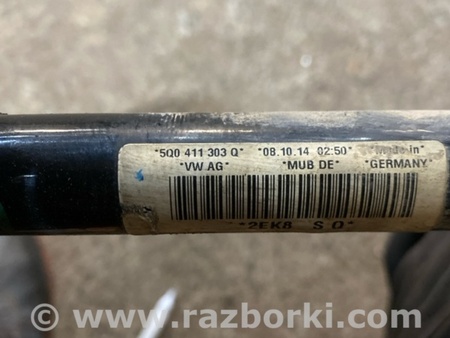 *5Q0 411 303 Q* *08.10.14 02:50* *Made in*
*VW AG* *MUB DE* *GERMANY*
*2EK8 S Q*
www.razborki.com